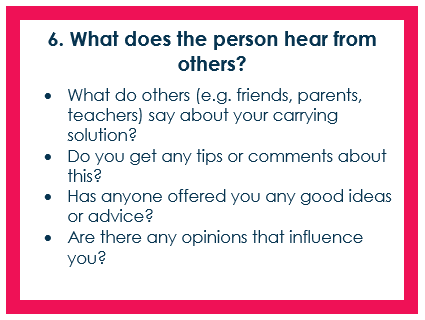 6. What does the person hear from
others?
• What do others (e.g. friends, parents,
teachers) say about your carrying
solution?
• Do you get any tips or comments about
this?
• Has anyone offered you any good ideas
or advice?
• Are there any opinions that influence
you?